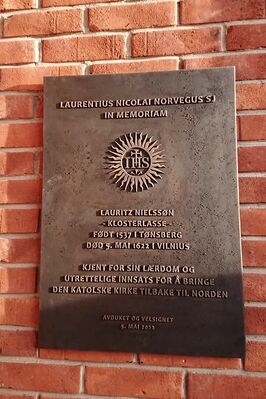 LAURENTIUS NICOLAI NORVEGUS SJ
IN MEMORIAM
IHS
LAURITZ NIELSSØN
- KLOSTERLASSE -
FØDT 1537 I TØNSBERG
DØD 9. MAI 1622 I VILNIUS
KJENT FOR SIN LÆRDOM OG
UTRETTELIGE INNSATS FOR Å BRINGE
DEN KATOLSKE KIRKE TILBAKE TIL NORDEN
AVDUKET OG VELSIGNET
5. MAI 2022